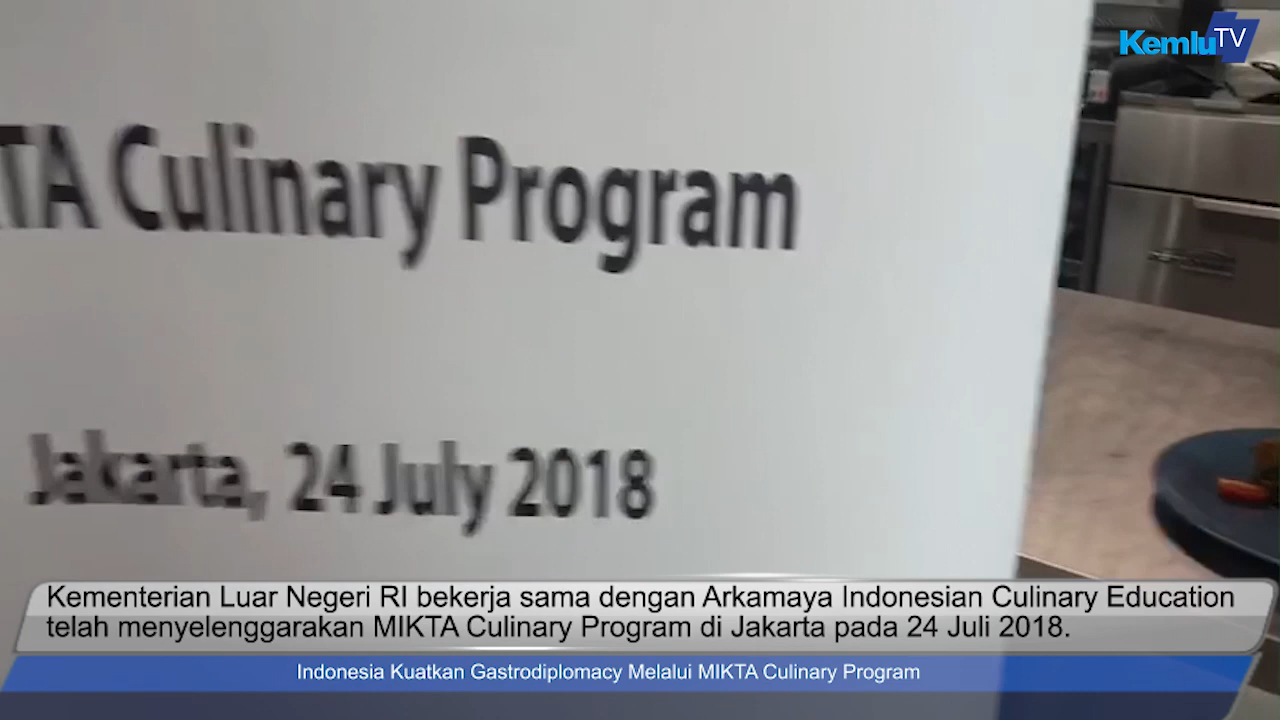 KemluTV
TA Culinary Program
Jakarta, 24 July 2018
Kementerian Luar Negeri RI bekerja sama dengan Arkamaya Indonesian Culinary Education
telah menyelenggarakan MIKTA Culinary Program di Jakarta pada 24 Juli 2018.
Indonesia Kuatkan Gastrodiplomacy Melalui MIKTA Culinary Program